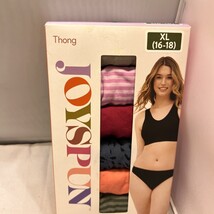 Thong
XL
(16-18)
JOYSPUN